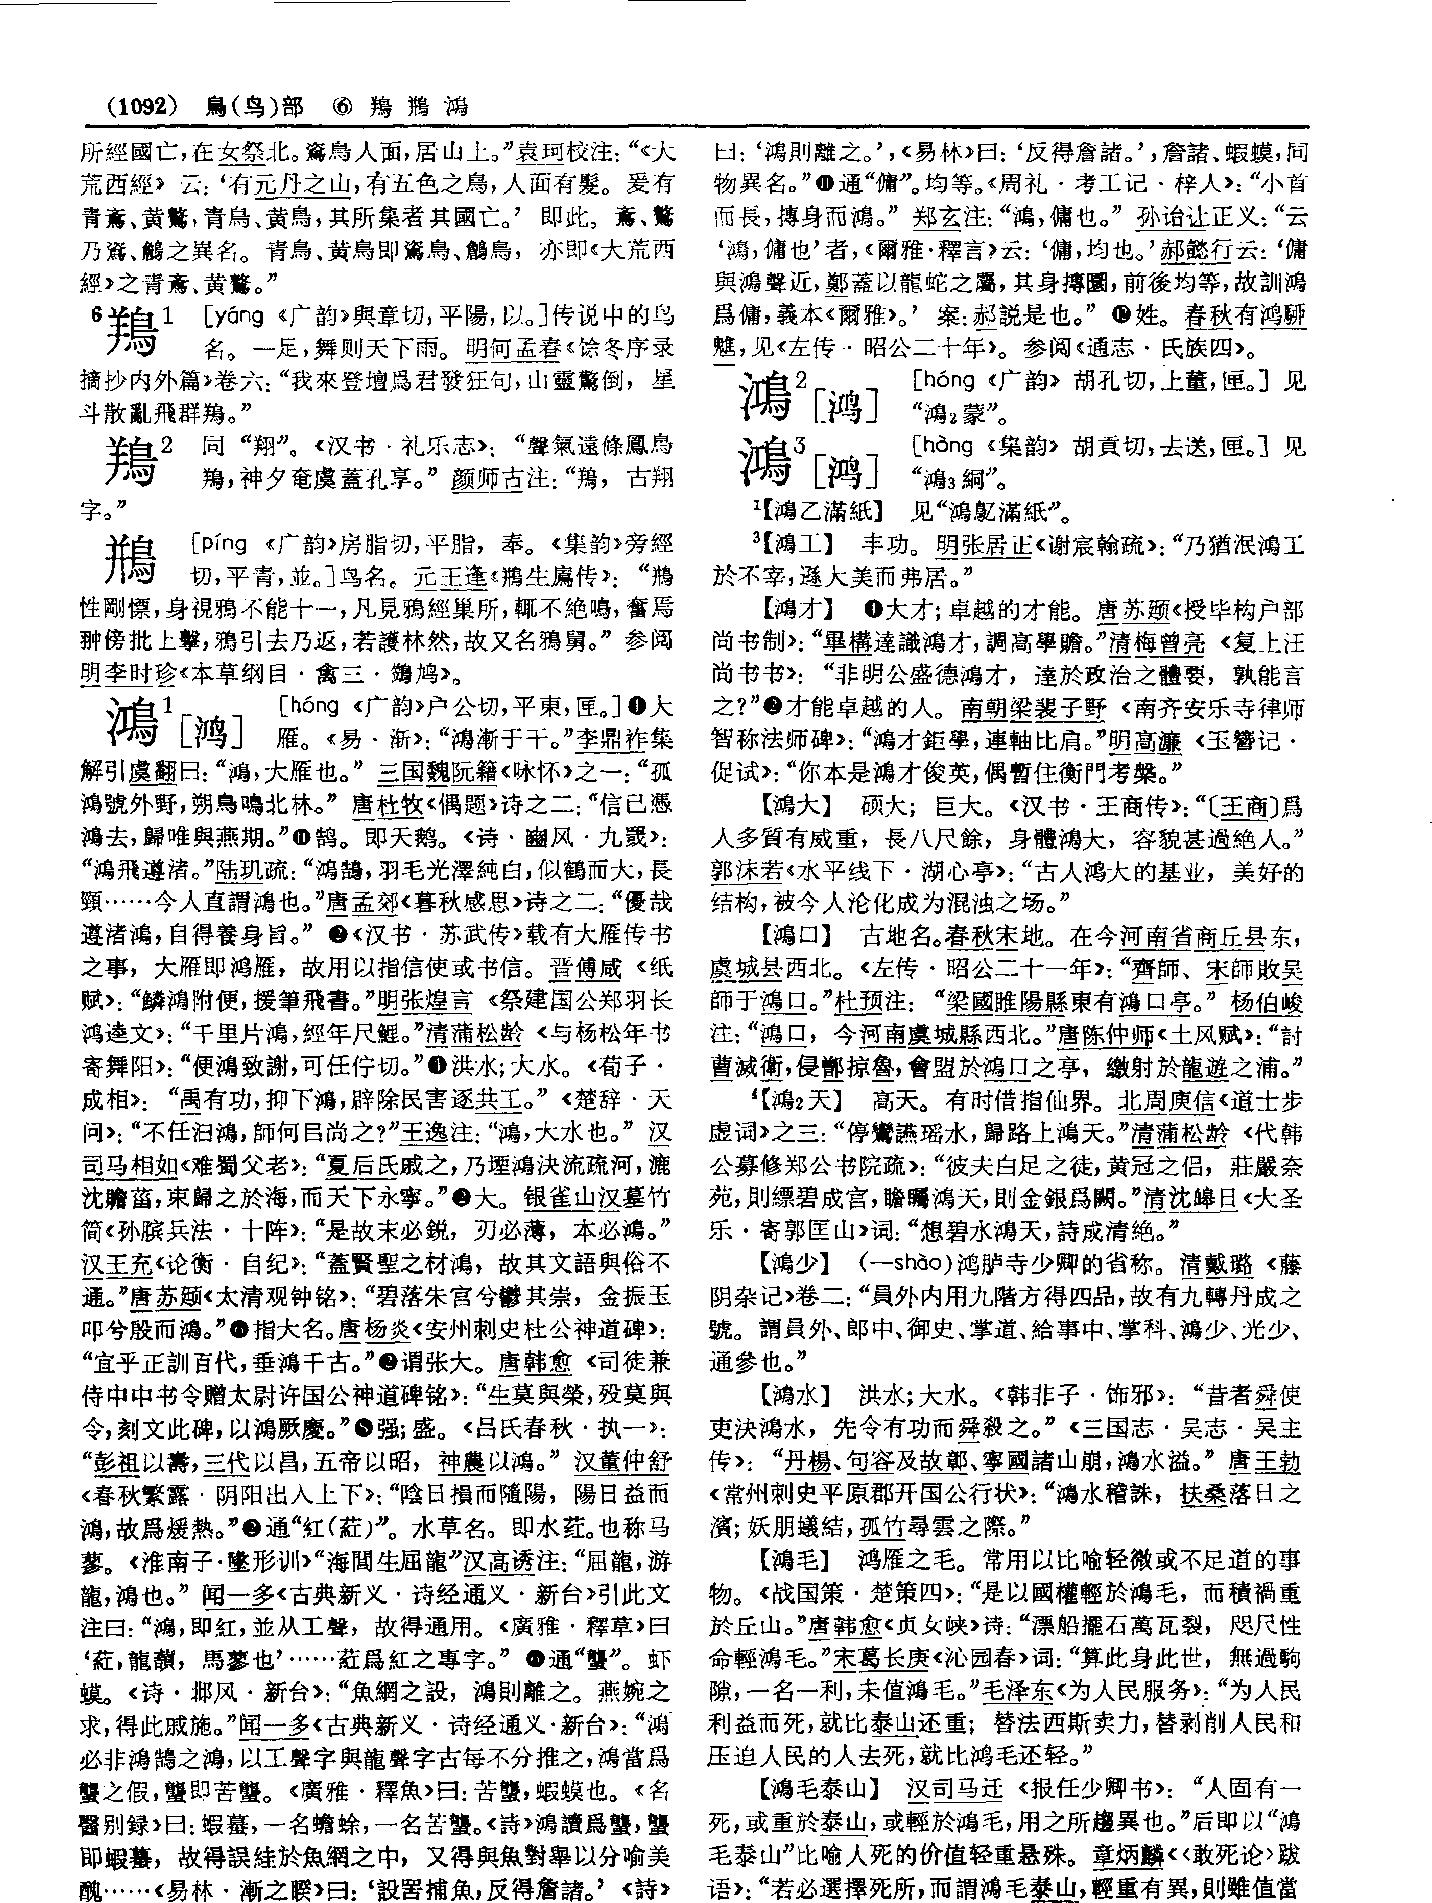 (1092) 鳥(鸟)部 ⑥ 䳑 鵧 鴻
所經國亡,在女祭北。鴍鳥人面,居山上。”袁珂校注:“《大
荒西經》云:‘有元丹之山,有五色之鳥,人面有髮。爰有
青鴍、黄鷔,青鳥、黄鳥,其所集者其國亡。’ 即此。鴍、鷔
之異名。青鳥、黄鳥即
經》之青鴍、黄鷔。”
6 䳑1 [yáng《广韵》與章切,平陽,以。]传说中的鸟
名。一足,舞则天下雨。明何孟春《馀冬序录
摘抄内外篇》卷六:“我來登壇爲君發狂句,山靈驚倒,星
斗散亂飛群䳑。”
䳑2 同“翔”。《汉书·礼乐志》:“聲氣遠條鳳鳥
䳑,神夕奄虞蓋孔享。”颜师古注:“䳑,古翔
字。”
鵧 [píng《广韵》房脂切,平脂,奉。《集韵》旁經
切,平青,並。]鸟名。元王逢《鵧生鷹传》:“鵧
性剛慓,身視鴉不能十一,凡見鴉經巢所,輒不絶鳴,奮焉
翀傍批上擊,鴉引去乃返,若護林然,故又名鴉舅。”参阅
明李时珍《本草纲目·禽三·鸠》。
鴻1[鸿] [hóng《广韵》户公切,平東,匣。]❶大
雁。《易·渐》:“鴻漸于干。”李鼎祚集
解引虞翻曰:“鴻,大雁也。”三国魏阮籍《咏怀》之一:“孤
鴻號外野,朔鳥鳴北林。”唐杜牧《偶题》诗之二:“信已憑
鴻去,歸唯與燕期。”鹄。即天鹅。《诗·豳风·九罭》:
“鴻飛遵渚。”陆玑疏:“鴻鵠,羽毛光澤純白,似鶴而大,長
頸……今人直謂鴻也。”唐孟郊《暮秋感思》诗之二:“優哉
遵渚鴻,自得養身旨。”❷《汉书·苏武传》载有大雁传书
之事,大雁即鸿雁,故用以指信使或书信。晋傅咸《纸
赋》:“鱗鴻附便,援筆飛書。”明张煌言《祭建国公郑羽长
鸿逵文》:“千里片鴻,經年尺鯉。”清蒲松龄《与杨松年书
寄舞阳》:“便鴻致謝,可任佇切。”洪水;大水。《荀子·
成相》:“禹有功,抑下鴻,辟除民害逐共工。”《楚辞·天
问》:“不任汩鴻,師何㠯尚之?”王逸注:“鴻,大水也。”汉
司马相如《难蜀父老》:“夏后氏戚之,乃堙鴻決流疏河,漉
沈贍菑,東歸之於海,而天下永寧。”大。银雀山汉墓竹
简《孙膑兵法·十阵》:“是故末必鋭,刃必薄,本必鴻。”
汉王充《论衡·自纪》:“蓋賢聖之材鴻,故其文語與俗不
通。”唐苏颋《太清观钟铭》:“碧落朱宫兮鬱其崇,金振玉
叩兮殷而鴻。”指大名。唐杨炎《安州刺史杜公神道碑》:
“宜乎正訓百代,垂鴻千古。”谓张大。唐韩愈《司徒兼
侍中中书令赠太尉许国公神道碑铭》:“生莫與榮,殁莫與
令,刻文此碑,以鴻厥慶。”强;盛。《吕氏春秋·执一》:
“彭祖以壽,三代以昌,五帝以昭,神農以鴻。”汉董仲舒
《春秋繁露·阴阳出入上下》:“陰日損而隨陽,陽日益而
鴻,故爲煖熱。”通“紅(葒)”。水草名。即水荭。也称马
蓼。《淮南子·墬形训》“海閭生屈龍”汉高诱注:“屈龍,游
龍,鴻也。”闻一多《古典新义·诗经通义·新台》引此文
注曰:“鴻,即紅,並从工聲,故得通用。《廣雅·釋草》曰
‘葒,龍䕬,馬蓼也’……葒爲紅之專字。”通“蠪”。虾
蟆。《诗·邶风·新台》:“魚網之設,鴻則離之。燕婉之
求,得此戚施。”闻一多《古典新义·诗经通义·新台》:“鴻
必非鴻鵠之鴻,以工聲字與龍聲字古每不分推之,鴻當爲
蠪之假,蠪即苦蠪。《廣雅·釋魚》曰:苦蠪,蝦蟆也。《名
醫别録》曰:蝦蟇,一名蟾蜍,一名苦蠪。《詩》鴻讀爲蠪,蠪
即蝦蟇,故得誤絓於魚網之中,又得與魚對舉以分喻美
醜……《易林·漸之睽》曰:‘設罟捕魚,反得詹諸。’《詩》
曰:‘鴻則離之。’,《易林》曰:‘反得詹諸。’,詹諸、蝦蟆,同
物異名。”通“傭”。均等。《周礼·考工记·梓人》:“小首
而長,摶身而鴻。”郑玄注:“鴻,傭也。”孙诒让正义:“云
‘鴻,傭也’者,《爾雅·釋言》云:‘傭,均也。’郝懿行云:‘傭
與鴻聲近,鄭蓋以龍蛇之屬,其身摶圜,前後均等,故訓鴻
爲傭,義本《爾雅》。’案:郝説是也。”⓬姓。春秋有鸿駵
魋,见《左传·昭公二十年》。参阅《通志·氏族四》。
鴻2[鸿] [hóng《广韵》胡孔切,上董,匣。]见
“鴻2蒙”。
鴻3[鸿] [hòng《集韵》胡貢切,去送,匣。]见
“鴻3絧”。
1【鴻乙滿紙】 见“鴻鳦滿紙”。
3【鴻工】 丰功。明张居正《谢宸翰疏》:“乃猶泯鴻工
於不宰,遜大美而弗居。”
【鴻才】 ❶大才;卓越的才能。唐苏颋《授毕构户部
尚书制》:“畢構達識鴻才,調高學贍。”清梅曾亮《复上汪
尚书书》:“非明公盛德鴻才,達於政治之體要,孰能言
之?”❷才能卓越的人。南朝梁裴子野《南齐安乐寺律师
智称法师碑》:“鴻才鉅學,連軸比肩。”明高濂《玉簪记·
促试》:“你本是鴻才俊英,偶暫住衡門考槃。”
【鴻大】 硕大;巨大。《汉书·王商传》:“〔王商〕爲
人多質有威重,長八尺餘,身體鴻大,容貌甚過絶人。”
郭沫若《水平线下·湖心亭》:“古人鸿大的基业,美好的
结构,被今人沦化成为混浊之场。”
【鴻口】 古地名。春秋宋地。在今河南省商丘县东,
虞城县西北。《左传·昭公二十一年》:“齊師、宋師敗吴
師于鴻口。”杜预注:“梁國睢陽縣東有鴻口亭。”杨伯峻
注:“鴻口,今河南虞城縣西北。”唐陈仲师《土风赋》:“討
曹滅衛,侵鄫掠魯,會盟於鴻口之亭,繳射於龍遊之浦。”
4【鴻2天】 高天。有时借指仙界。北周庾信《道士步
虚词》之三:“停鸞讌瑶水,歸路上鴻天。”清蒲松龄《代韩
公募修郑公书院疏》:“彼夫白足之徒,黄冠之侣,莊嚴柰
苑,則縹碧成宫,瞻矚鴻天,則金銀爲闕。”清沈皞日《大圣
乐·寄郭匡山》词:“想碧水鴻天,詩成清絶。”
【鴻少】 (—shào)鸿胪寺少卿的省称。清戴璐《藤
阴杂记》卷二:“員外内用九階方得四品,故有九轉丹成之
號。謂員外、郎中、御史、掌道、給事中、掌科、鴻少、光少、
通參也。”
【鴻水】 洪水;大水。《韩非子·饰邪》:“昔者舜使
吏决鴻水,先令有功而舜殺之。”《三国志·吴志·吴主
传》:“丹楊、句容及故鄣、寧國諸山崩,鴻水溢。”唐王勃
《常州刺史平原郡开国公行状》:“鴻水稽誅,扶桑落日之
濱;妖朋蟻結,孤竹尋雲之際。”
【鴻毛】 鸿雁之毛。常用以比喻轻微或不足道的事
物。《战国策·楚策四》:“是以國權輕於鴻毛,而積禍重
於丘山。”唐韩愈《贞女峡》诗:“漂船擺石萬瓦裂,咫尺性
命輕鴻毛。”宋葛长庚《沁园春》词:“算此身此世,無過駒
隙,一名一利,未值鴻毛。”毛泽东《为人民服务》:“为人民
利益而死,就比泰山还重;替法西斯卖力,替剥削人民和
压迫人民的人去死,就比鸿毛还轻。”
【鴻毛泰山】 汉司马迁《报任少卿书》:“人固有一
死,或重於泰山,或輕於鴻毛,用之所趨異也。”后即以“鴻
毛泰山”比喻人死的价值轻重悬殊。章炳麟《〈敢死论〉跋
语》:“若必選擇死所,而謂鴻毛泰山,輕重有異,則雖值當